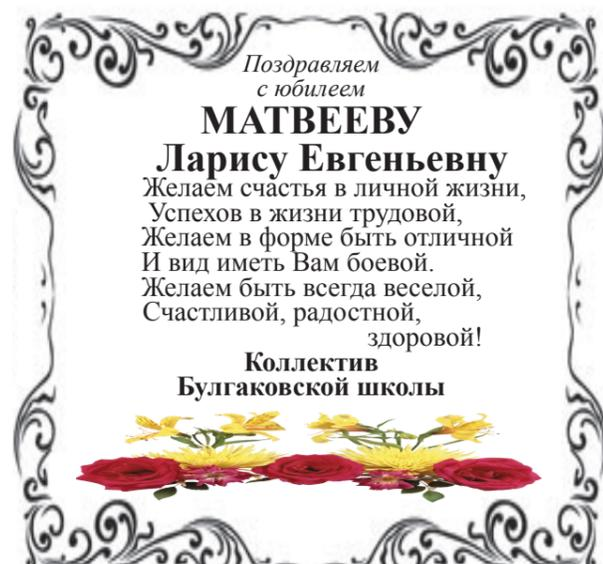 Поздравляем
с юбилеем
МАТВЕЕВУ
Ларису Евгеньевну
Желаем счастья в личной жизни,
Успехов в жизни трудовой,
Желаем в форме быть отличной
И вид иметь Вам боевой.
Желаем быть всегда веселой,
Счастливой, радостной,
здоровой!
Коллектив
Булгаковской школы